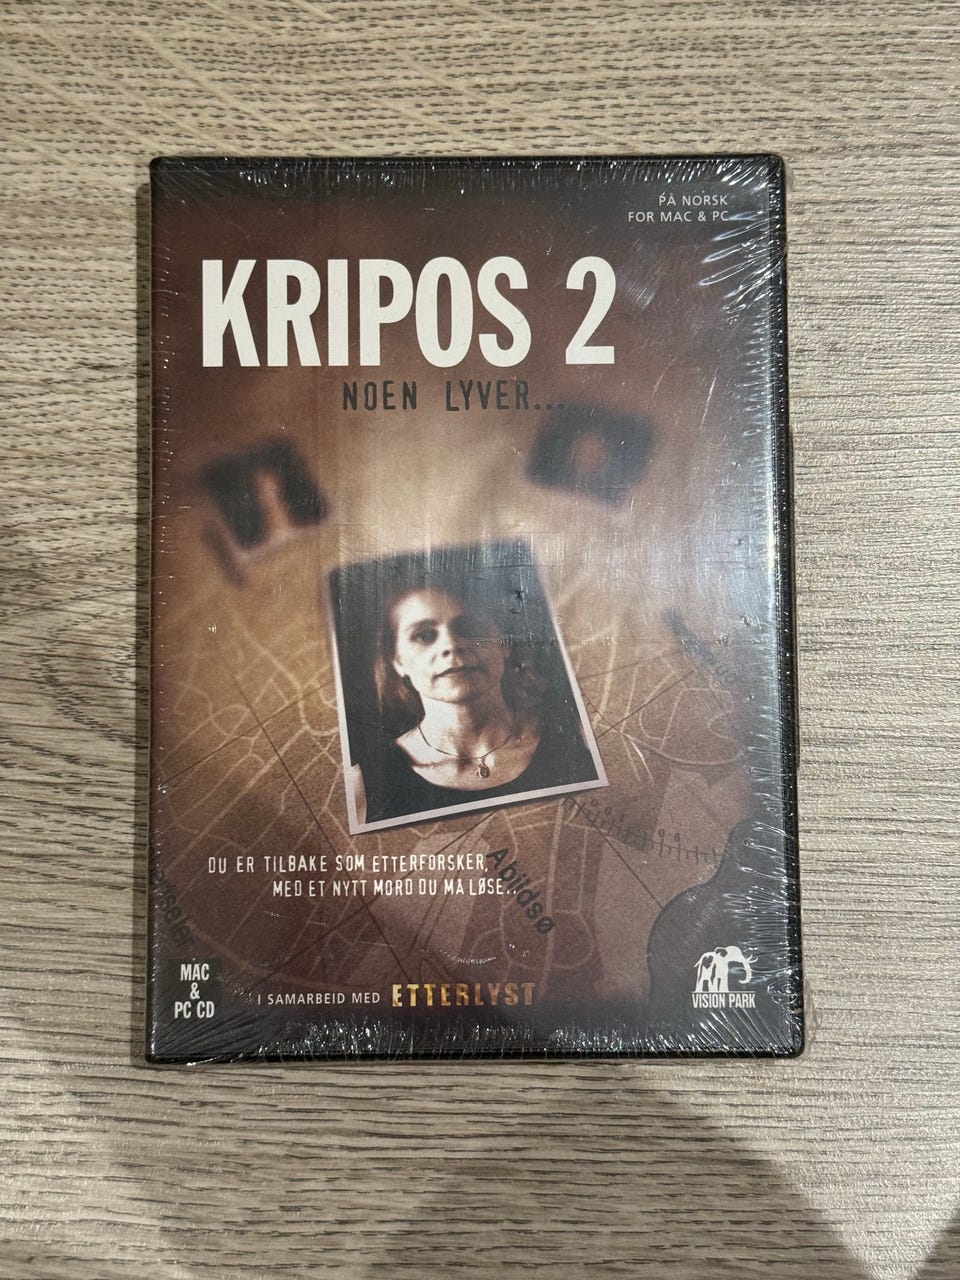 PÅ NORSK
FOR MAC & PC
KRIPOS 2
NOEN LYVER...
DU ER TILBAKE SOM ETTERFORSKER,
MED ET NYTT MORD DU MÅ LØSE...
Abildsø
MAC
&
PC CD
I SAMARBEID MED ETTERLYST
VISION PARK